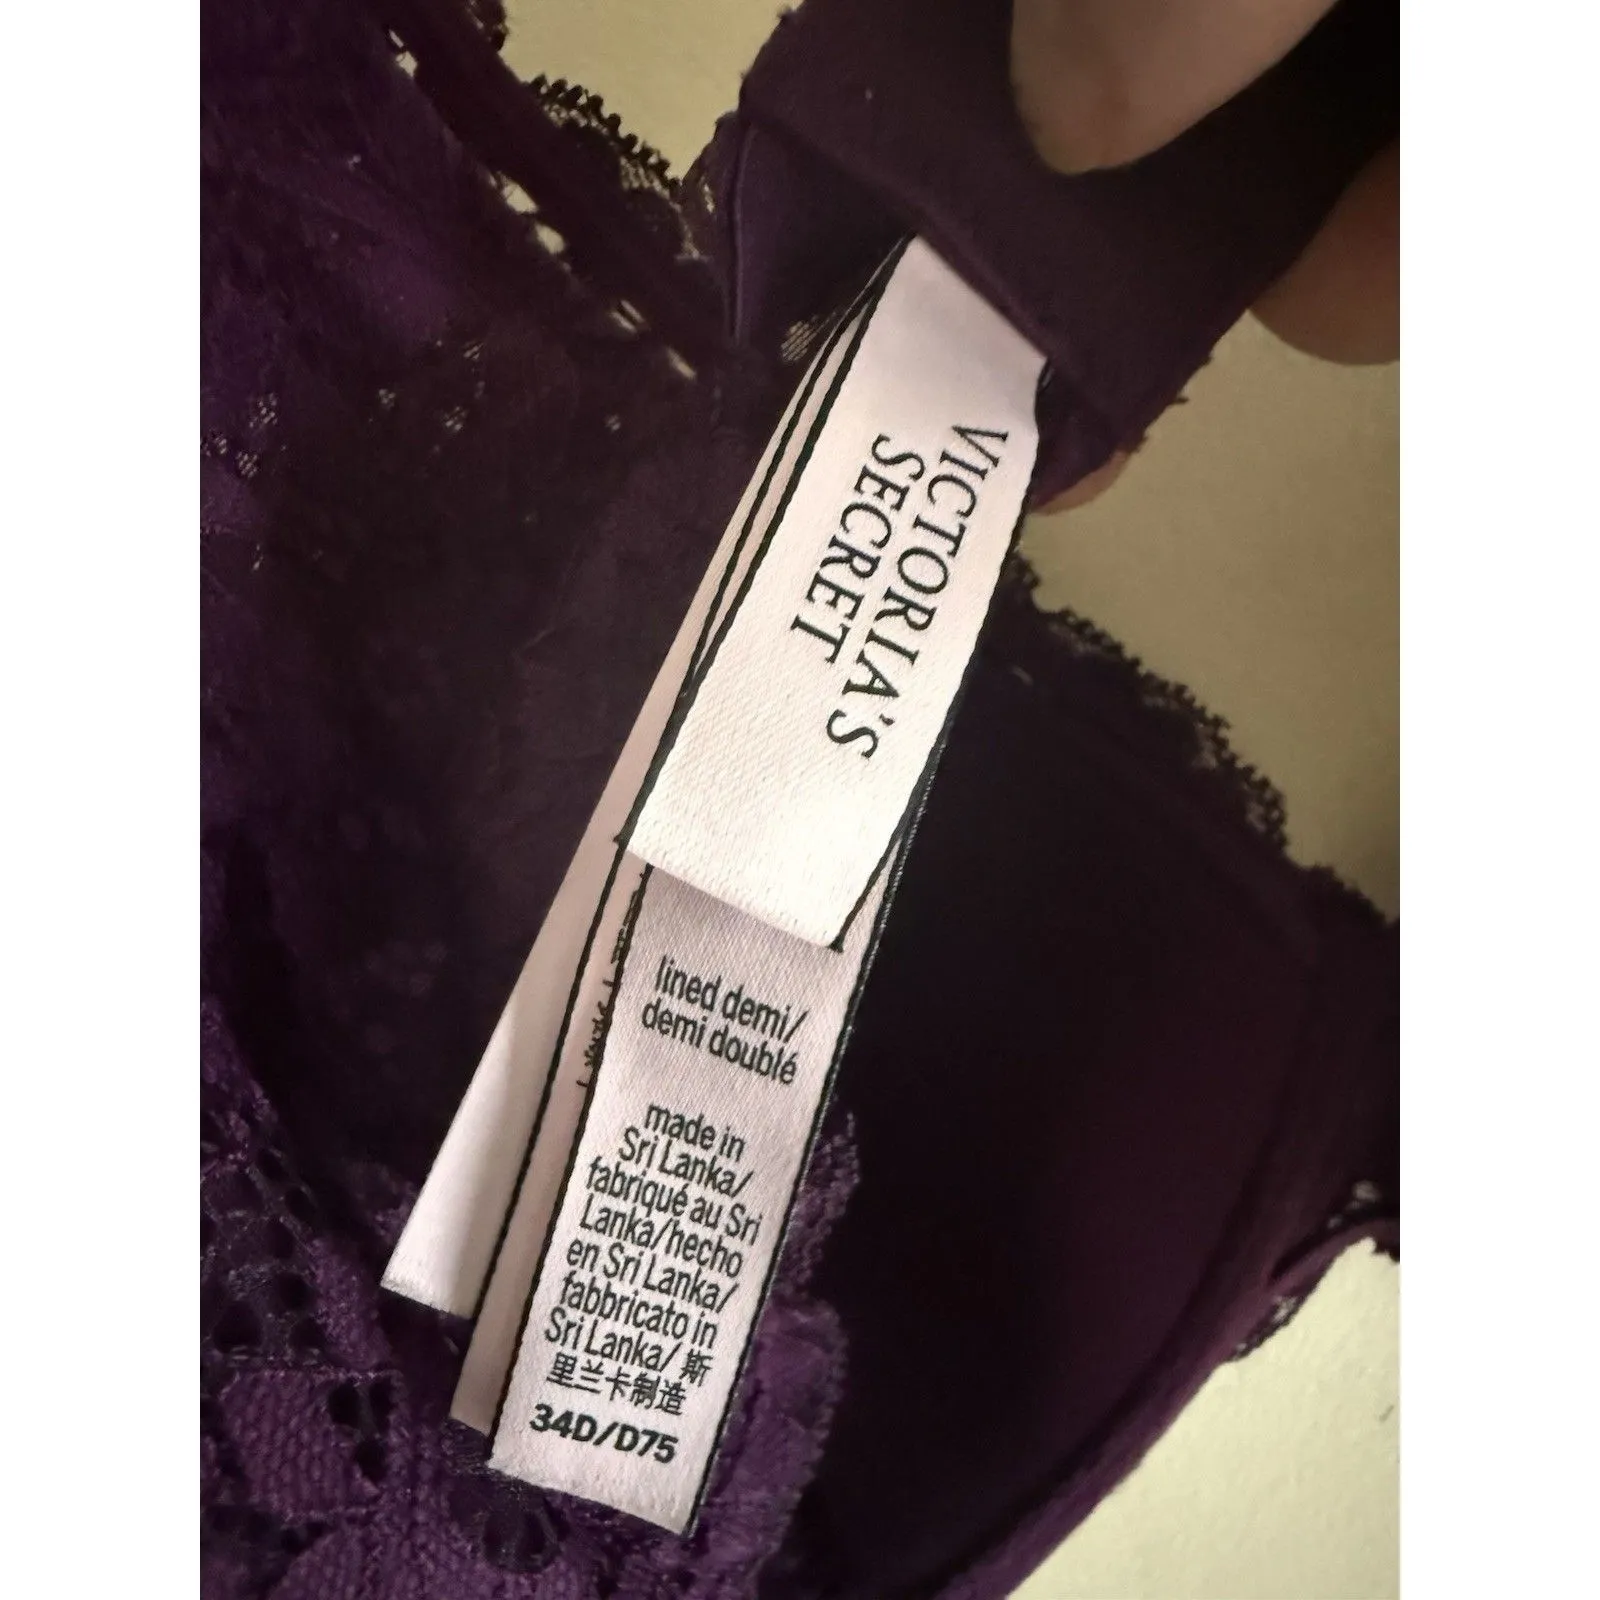 VICTORIA'S
SECRET
lined demi/
demi doublé
made in
Sri Lanka/
fabriqué au Sri
Lanka/hecho
en Sri Lanka/
fabbricato in
Sri Lanka/ 斯
里兰卡制造
34D/D75